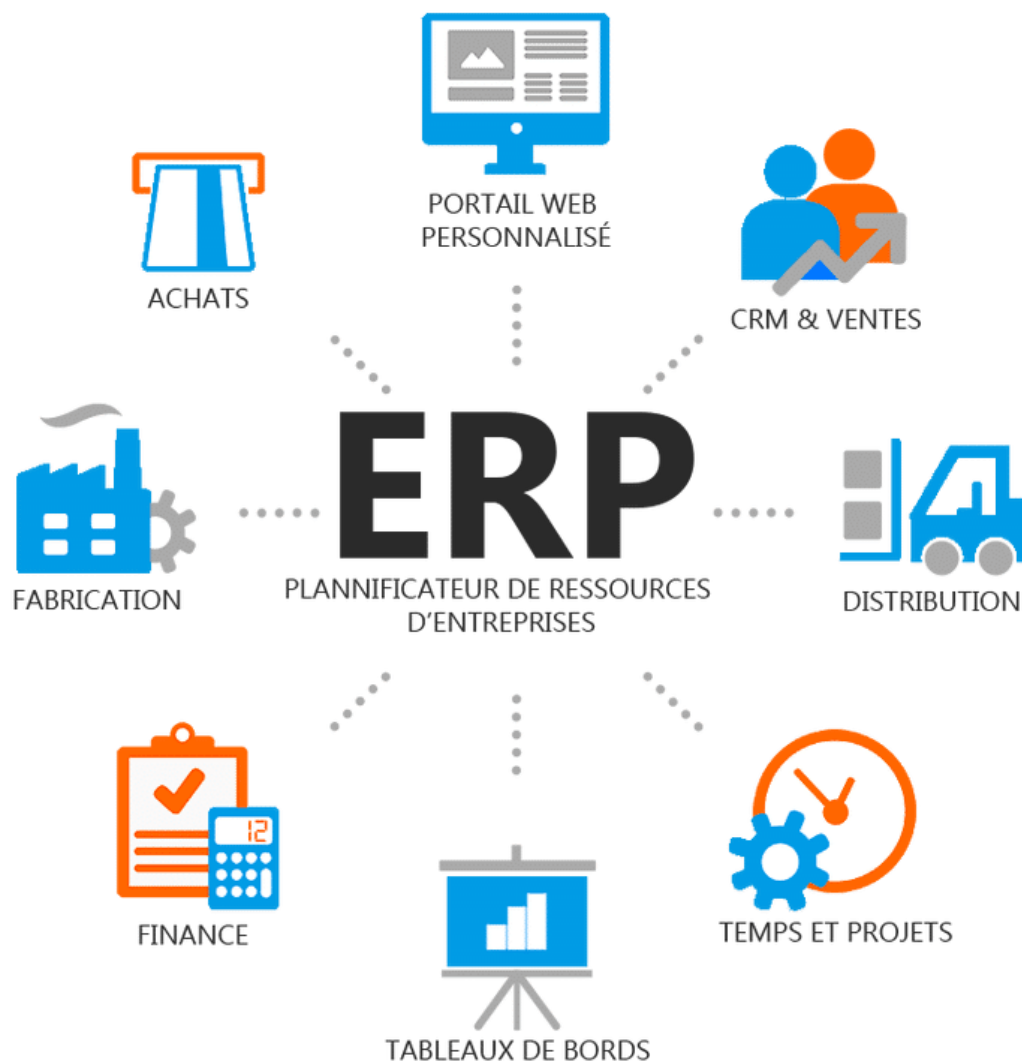 PORTAIL WEB
PERSONNALISÉ
ACHATS
CRM & VENTES
ERP
PLANNIFICATEUR DE RESSOURCES
D'ENTREPRISES
FABRICATION
DISTRIBUTION
12
FINANCE
TEMPS ET PROJETS
TABLEAUX DE BORDS